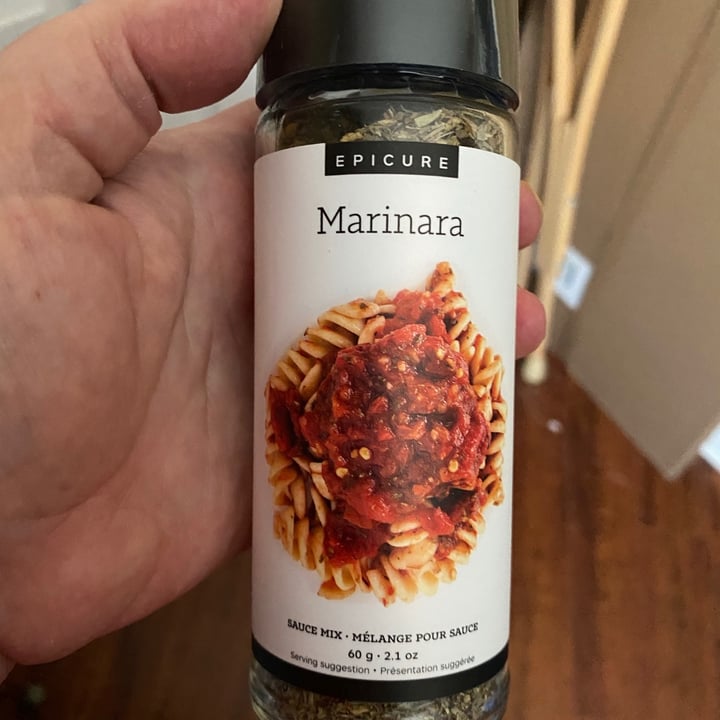 EPICURE
Marinara
SAUCE MIX • MÉLANGE POUR SAUCE
60 g • 2.1 oz
Serving suggestion • Présentation suggérée